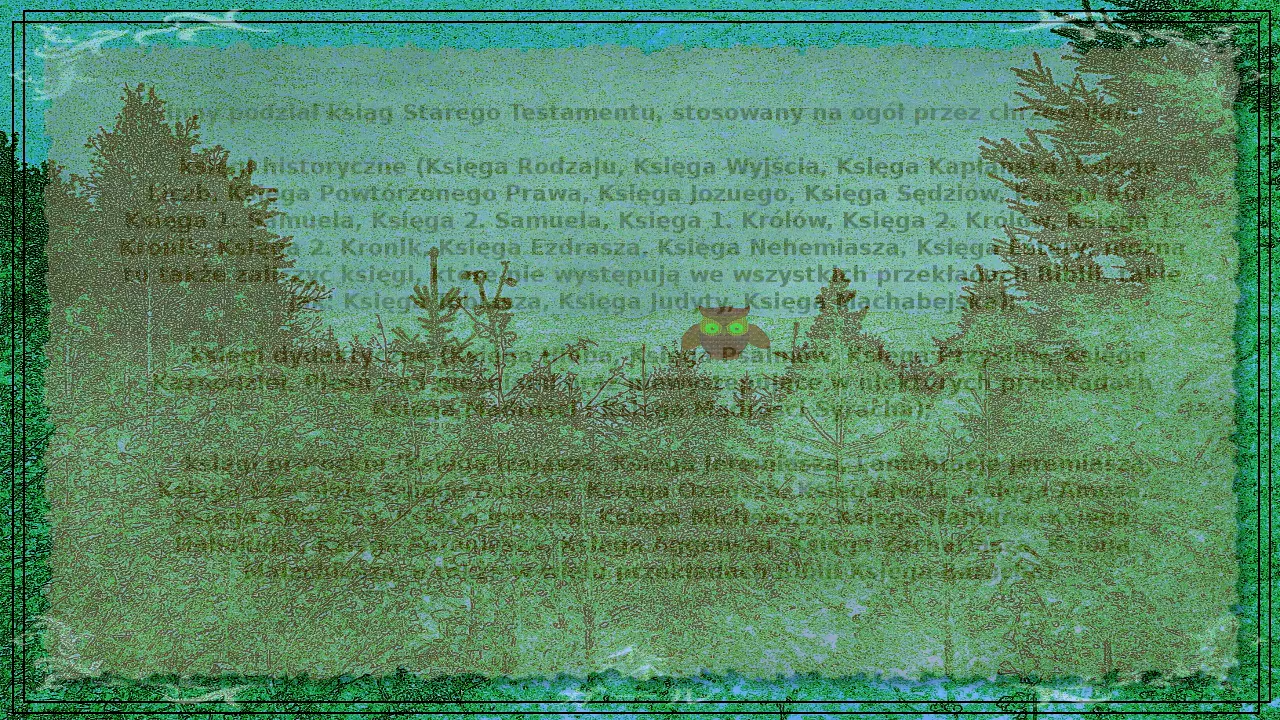 Inny podział ksiąg Starego Testamentu, stosowany na ogół przez chrześcijan:
księgi historyczne (Księga Rodzaju, Księga Wyjścia, Księga Kapłańska, Księga
Liczb, Księga Powtórzonego Prawa, Księga Jozuego, Księga Sędziów, Księga Rut
Księga 1. Samuela, Księga 2. Samuela, Księga 1. Królów, Księga 2. Królów, Księga 1.
Kronik, Księga 2. Kronik, Księga Ezdrasza, Księga Nehemiasza, Księga Estery; można
tu także zaliczyć księgi, które nie występują we wszystkich przekładach Biblii, takie
Księga Tobiasza, Księga Judyty, Księga Machabejska);
księgi dydaktyczne (Księga Hioba, Księga Psalmów, Księga Przysłów, Księga
Kaznodziei, Pieśń nad pieśniami oraz niewystępujące w niektórych przekładach
Księga Mądrości i Księga Mądrości Syracha);
księgi prorockie (Księga Izajasza, Księga Jeremiasza, Lamentacje Jeremiasza,
Księga Ezechiela, Księga Daniela, Księga Ozeasza, Księga Joela, Księga Amosa,
Księga Abdiasza, Księga Jonasza, Księga Micheasza, Księga Nahuma, Księga
Habakuka, Księga Sofoniasza, Księga Aggeusza, Księga Zachariasza, Księga
Malachiasza, a także w wielu przekładach Biblii Księga Barucha).